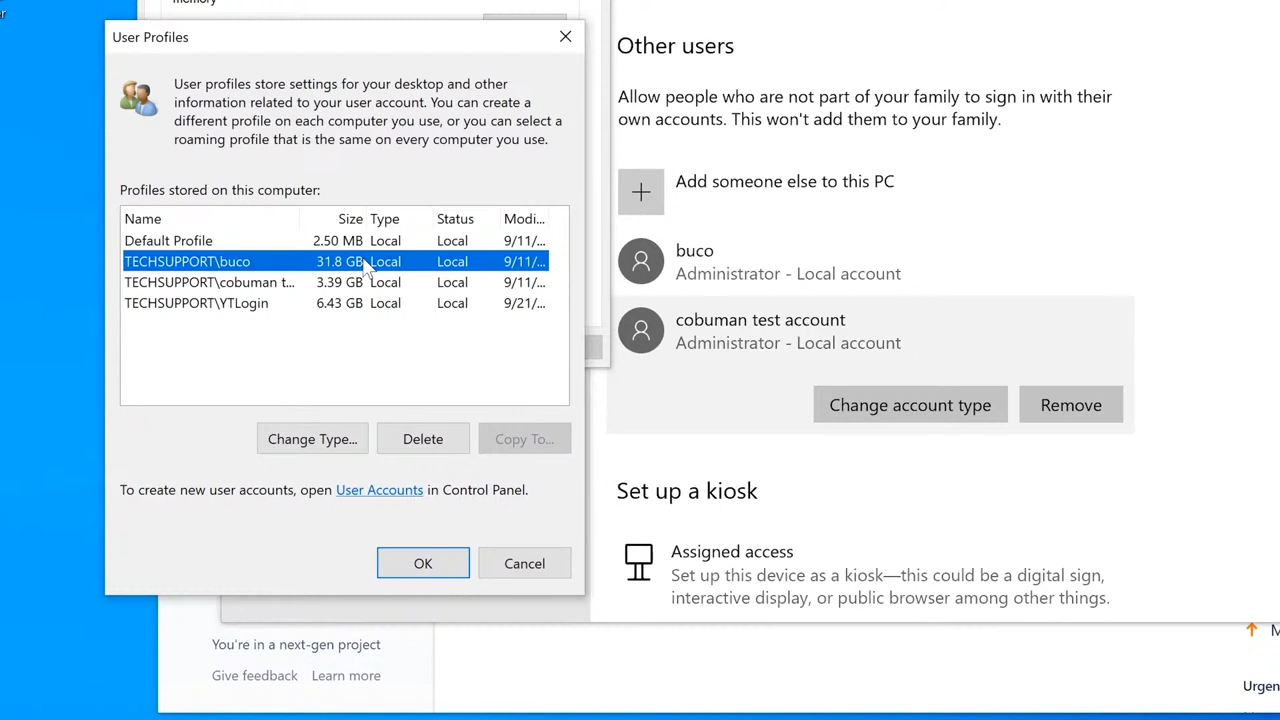 memory
User Profiles
User profiles store settings for your desktop and other
information related to your user account. You can create a
different profile on each computer you use, or you can select a
roaming profile that is the same on every computer you use.
Profiles stored on this computer:
Name Size Type Status Modi...
Default Profile 2.50 MB Local Local 9/11/...
TECHSUPPORT\buco 31.8 GB Local Local 9/11/...
TECHSUPPORT\cobuman t... 3.39 GB Local Local 9/11/...
TECHSUPPORT\YTLogin 6.43 GB Local Local 9/21/...
Change Type... Delete Copy To...
To create new user accounts, open User Accounts in Control Panel.
OK Cancel
Other users
Allow people who are not part of your family to sign in with their
own accounts. This won't add them to your family.
Add someone else to this PC
buco
Administrator - Local account
cobuman test account
Administrator - Local account
Change account type Remove
Set up a kiosk
Assigned access
Set up this device as a kiosk—this could be a digital sign,
interactive display, or public browser among other things.
You're in a next-gen project
Give feedback Learn more
Urgen